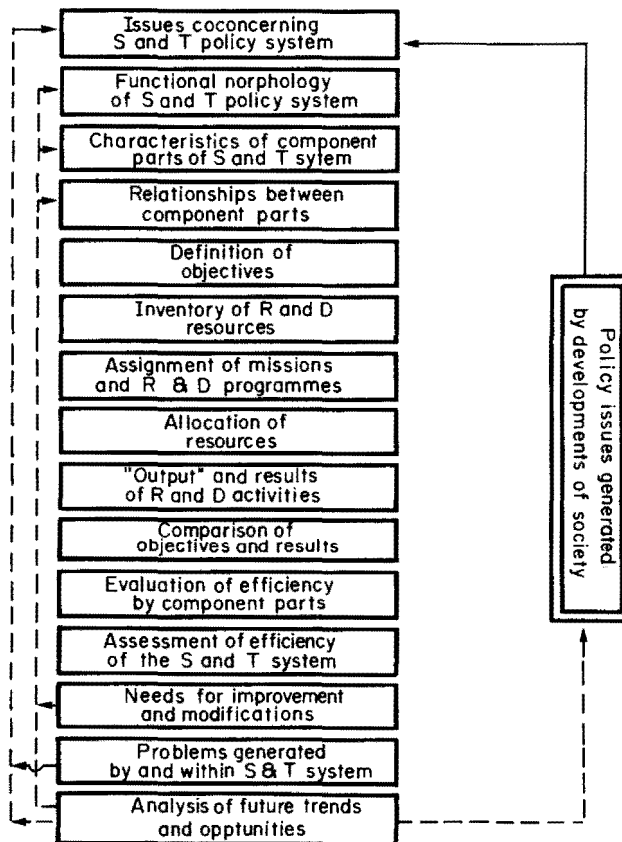 Issues coconcerning
S and T policy system
Functional norphology
of S and T policy system
Characteristics of component
parts of S and T sytem
Relationships between
component parts
Definition of
objectives
Inventory of R and D
resources
Assignment of missions
and R & D programmes
Allocation of
resources
"Output" and results
of R and D activities
Comparison of
objectives and results
Evaluation of efficiency
by component parts
Assessment of efficiency
of the S and T system
Needs for improvement
and modifications
Problems generated
by and within S & T system
Analysis of future trends
and opptunities
Policy issues generated
by developments of society